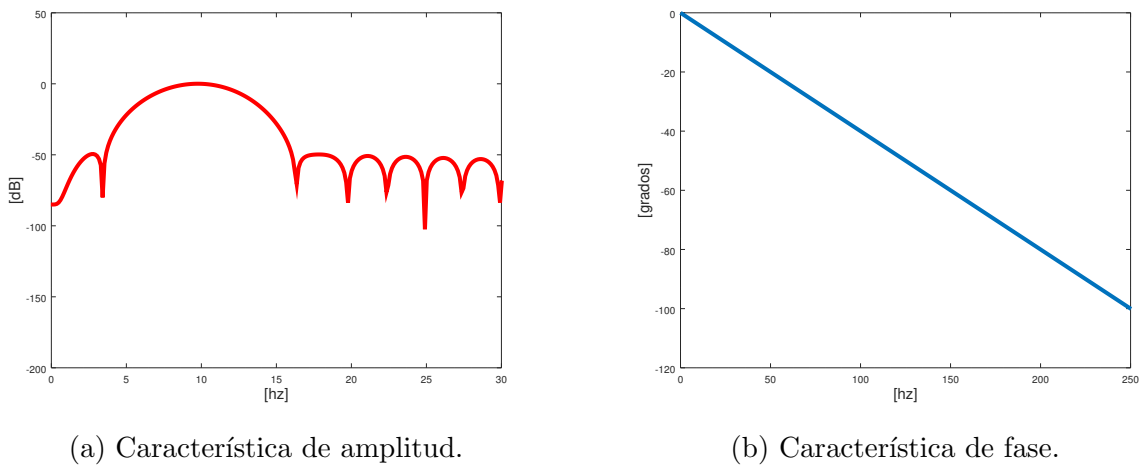 50
0
-50
-100
-150
-200
[dB]
0 5 10 15 20 25 30
[hz]
(a) Característica de amplitud.
0
-20
-40
-60
-80
-100
-120
[grados]
0 50 100 150 200 250
[hz]
(b) Característica de fase.